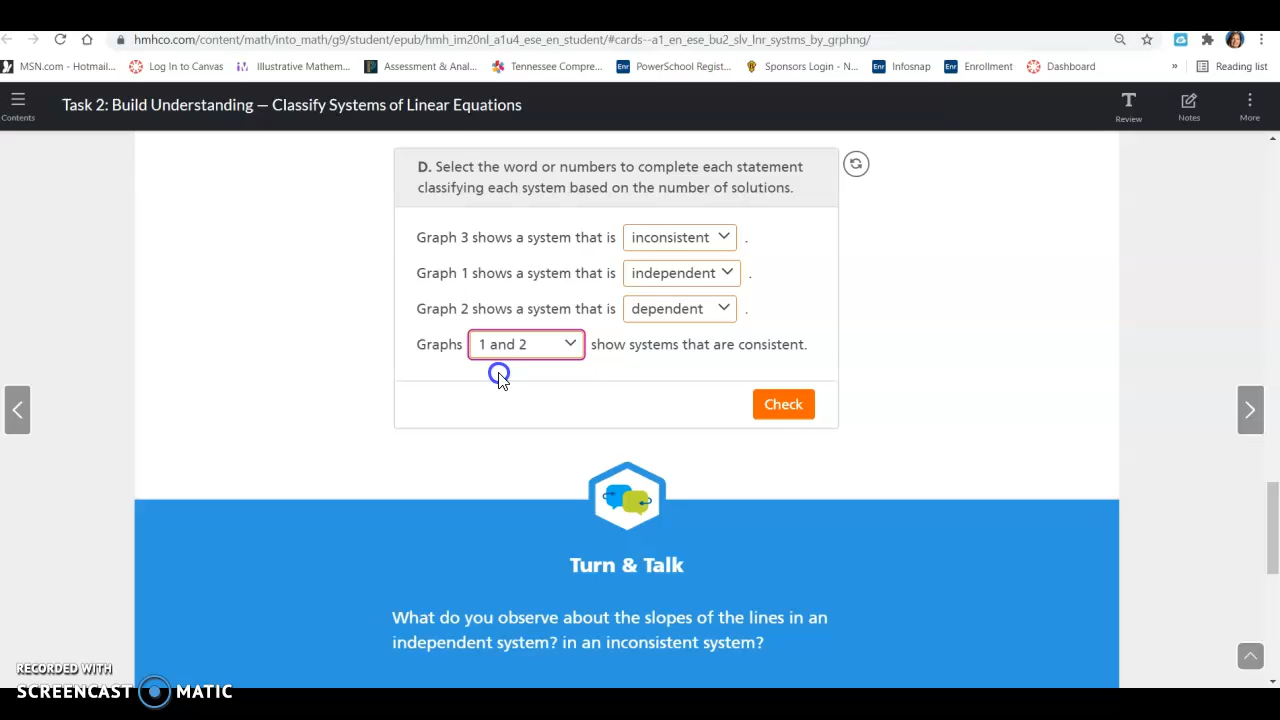 hmhco.com/content/math/into_math/g9/student/epub/hmh_im20nl_a1u4_ese_en_student/#cards--a1_en_ese_bu2_slv_lnr_systms_by_grphng/
MSN.com - Hotmail... Log In to Canvas Illustrative Mathem... Assessment & Anal... Tennessee Compre... Enr PowerSchool Regist... Sponsors Login - N... Enr Infosnap Enr Enrollment Dashboard » Reading list
Task 2: Build Understanding — Classify Systems of Linear Equations
Contents
T
Review
Notes
More
D. Select the word or numbers to complete each statement
classifying each system based on the number of solutions.
Graph 3 shows a system that is inconsistent .
Graph 1 shows a system that is independent .
Graph 2 shows a system that is dependent .
Graphs 1 and 2 show systems that are consistent.
Check
Turn & Talk
What do you observe about the slopes of the lines in an
independent system? in an inconsistent system?
RECORDED WITH
SCREENCAST MATIC